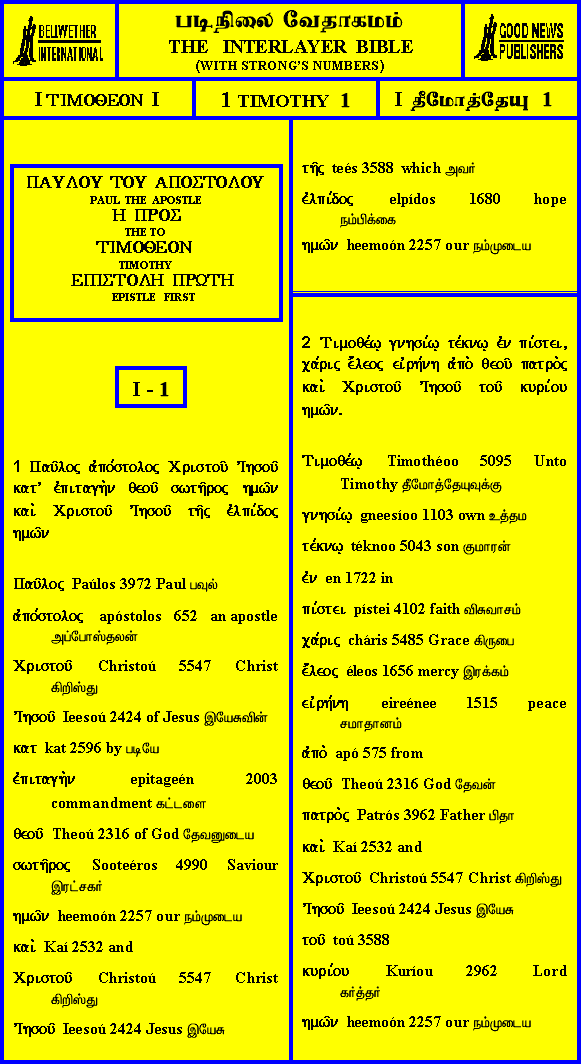 BELLWETHER
INTERNATIONAL
படிநிலை வேதாகமம்
THE INTERLAYER BIBLE
(WITH STRONG'S NUMBERS)
GOOD NEWS
PUBLISHERS
I ΤΙΜΟΘΕΟΝ I
1 TIMOTHY 1
I தீமோத்தேயு 1
ΠΑΥΛΟΥ ΤΟΥ ΑΠΟΣΤΟΛΟΥ
PAUL THE APOSTLE
Η ΠΡΟΣ
THE TO
ΤΙΜΟΘΕΟΝ
TIMOTHY
ΕΠΙΣΤΟΛΗ ΠΡΩΤΗ
EPISTLE FIRST
I - 1
1 Παῦλος ἀπόστολος Χριστοῦ Ἰησοῦ
κατ' ἐπιταγὴν θεοῦ σωτῆρος ἡμῶν
καὶ Χριστοῦ Ἰησοῦ τῆς ἐλπίδος
ἡμῶν
Παῦλος Paúlos 3972 Paul பவுல்
ἀπόστολος apóstolos 652 an apostle
அப்போஸ்தலன்
Χριστοῦ Christoú 5547 Christ
கிறிஸ்து
Ἰησοῦ Ieesoú 2424 of Jesus இயேசுவின்
κατ kat 2596 by படியே
ἐπιταγὴν epitageén 2003
commandment கட்டளை
θεοῦ Theoú 2316 of God தேவனுடைய
σωτῆρος Sooteéros 4990 Saviour
இரட்சகர்
ἡμῶν heemoón 2257 our நம்முடைய
καὶ Kaí 2532 and
Χριστοῦ Christoú 5547 Christ
கிறிஸ்து
Ἰησοῦ Ieesoú 2424 Jesus இயேசு
τῆς teés 3588 which அவர்
ἐλπίδος elpídos 1680 hope
நம்பிக்கை
ἡμῶν heemoón 2257 our நம்முடைய
2 Τιμοθέῳ γνησίῳ τέκνῳ ἐν πίστει,
χάρις ἔλεος εἰρήνη ἀπὸ θεοῦ πατρὸς
καὶ Χριστοῦ Ἰησοῦ τοῦ κυρίου
ἡμῶν.
Τιμοθέῳ Timothéoo 5095 Unto
Timothy தீமோத்தேயுவுக்கு
γνησίῳ gneesíoo 1103 own உத்தம
τέκνῳ téknoo 5043 son குமாரன்
ἐν en 1722 in
πίστει pístei 4102 faith விசுவாசம்
χάρις cháris 5485 Grace கிருபை
ἔλεος éleos 1656 mercy இரக்கம்
εἰρήνη eireénee 1515 peace
சமாதானம்
ἀπὸ apó 575 from
θεοῦ Theoú 2316 God தேவன்
πατρὸς Patrós 3962 Father பிதா
καὶ Kaí 2532 and
Χριστοῦ Christoú 5547 Christ கிறிஸ்து
Ἰησοῦ Ieesoú 2424 Jesus இயேசு
τοῦ toú 3588
κυρίου Kuríou 2962 Lord
கர்த்தர்
ἡμῶν heemoón 2257 our நம்முடைய